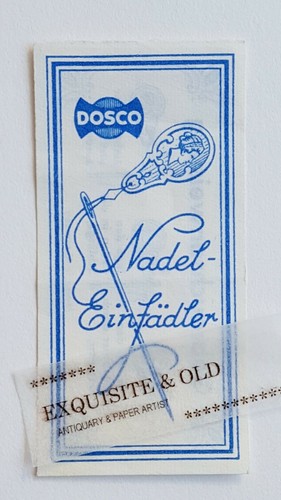 DOSCO
Nadel-
Einfädler
*******
EXQUISITE & OLD
ANTIQUARY & PAPER ARTIST
***********